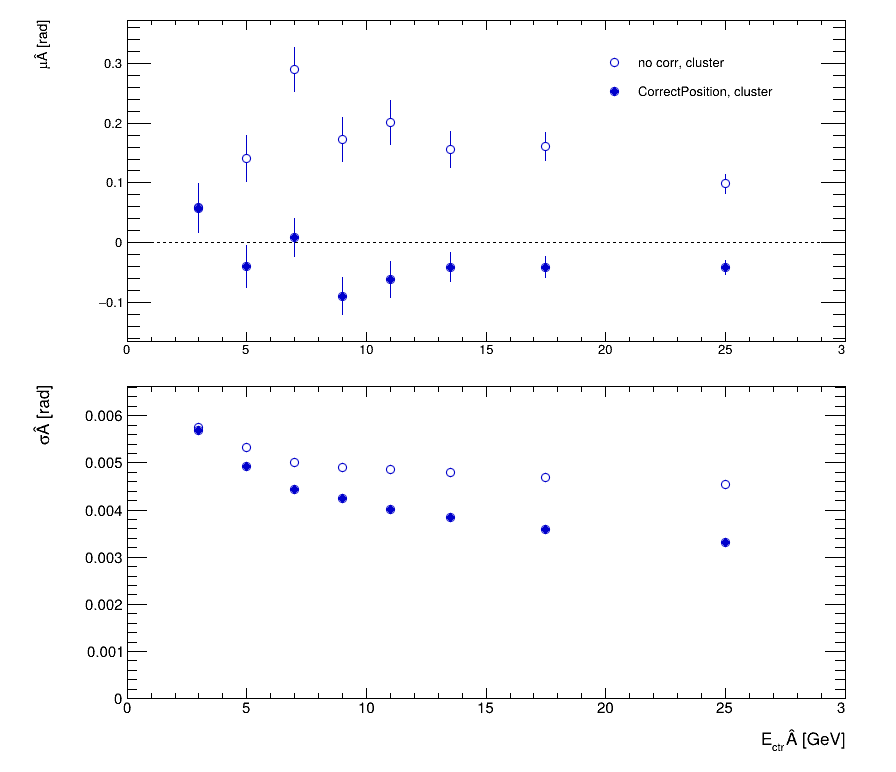 μÂ [rad]
0.3
0.2
0.1
0
−0.1
no corr, cluster
CorrectPosition, cluster
0 5 10 15 20 25 3
σÂ [rad]
0.006
0.005
0.004
0.003
0.002
0.001
0
0 5 10 15 20 25 3
E_ctr Â [GeV]